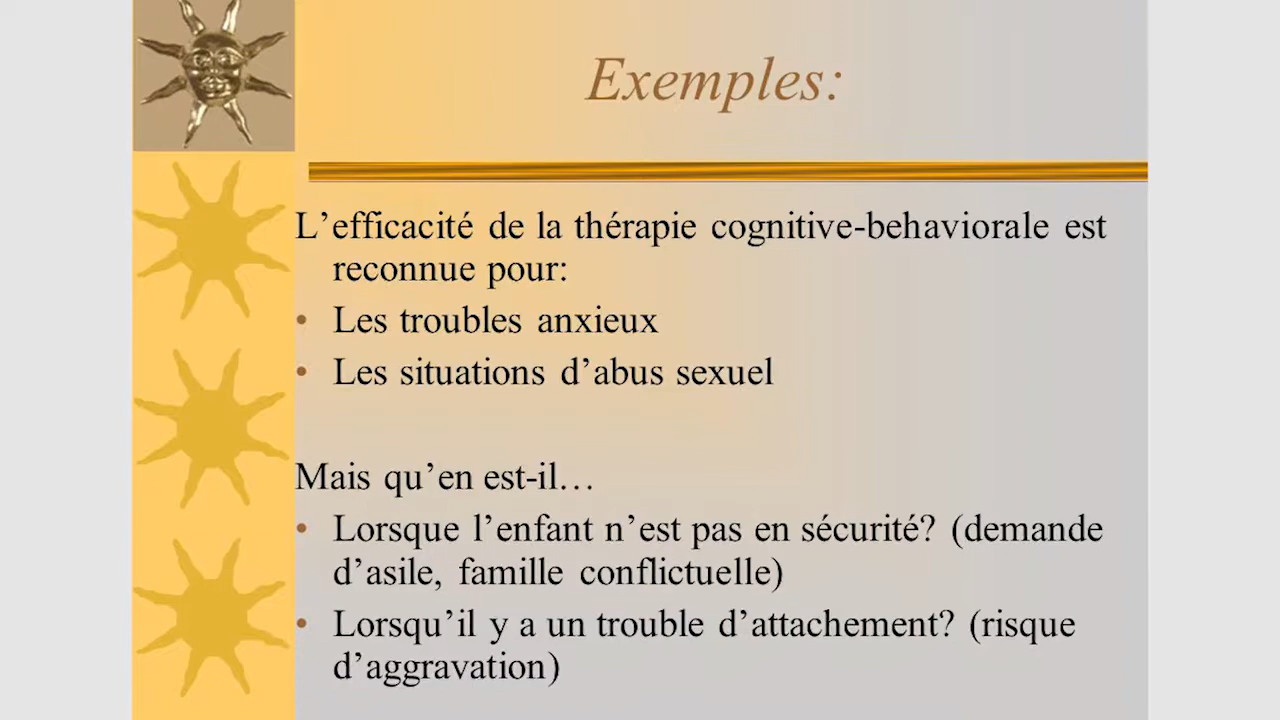 Exemples:
L’efficacité de la thérapie cognitive-behaviorale est
reconnue pour:
• Les troubles anxieux
• Les situations d’abus sexuel
Mais qu’en est-il…
• Lorsque l’enfant n’est pas en sécurité? (demande
d’asile, famille conflictuelle)
• Lorsqu’il y a un trouble d’attachement? (risque
d’aggravation)